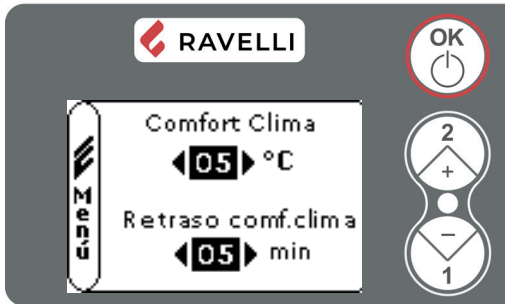 RAVELLI
OK
Comfort Clima
05 °C
Menú
Retraso comf.clima
05 min
2
+
−
1